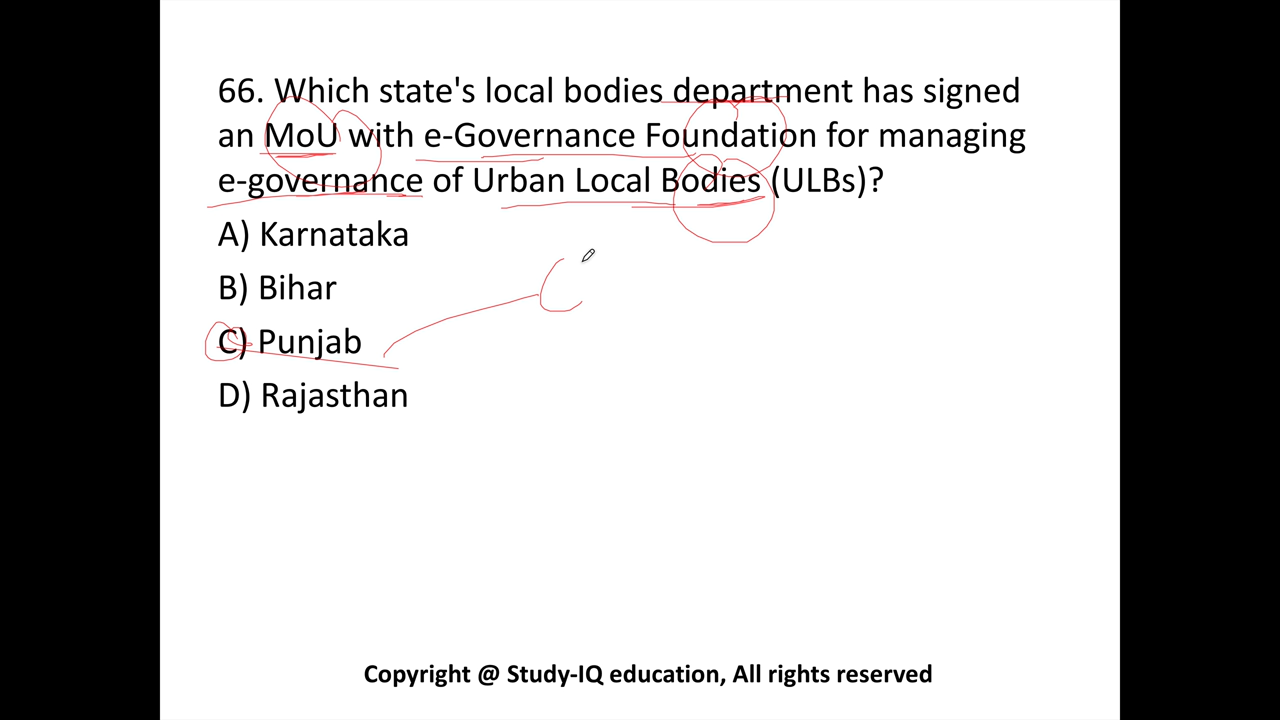 66. Which state's local bodies department has signed
an MoU with e-Governance Foundation for managing
e-governance of Urban Local Bodies (ULBs)?
A) Karnataka
B) Bihar
C) Punjab
D) Rajasthan
Copyright @ Study-IQ education, All rights reserved